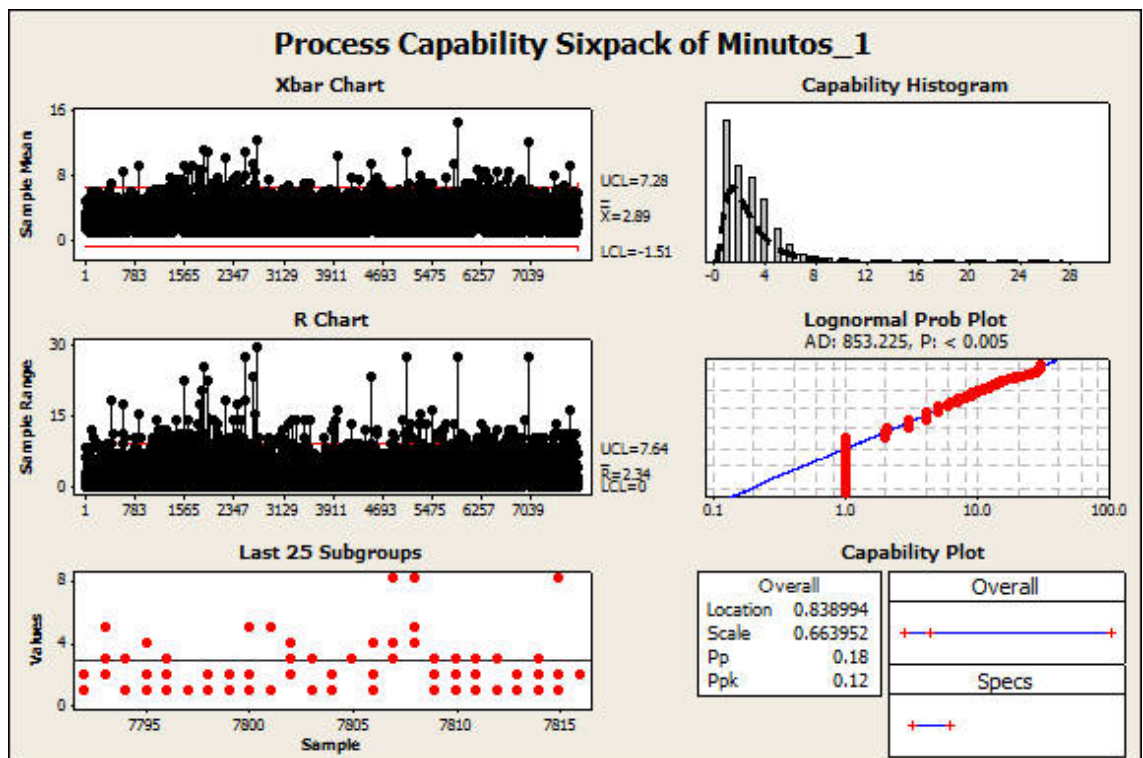 Process Capability Sixpack of Minutos_1
Xbar Chart
Sample Mean
16
8
0
UCL=7.28
X=2.89
LCL=-1.51
1 783 1565 2347 3129 3911 4693 5475 6257 7039
Capability Histogram
-0 4 8 12 16 20 24 28
R Chart
Sample Range
30
15
0
UCL=7.64
R=2.34
LCL=0
1 783 1565 2347 3129 3911 4693 5475 6257 7039
Lognormal Prob Plot
AD: 853.225, P: < 0.005
0.1 1.0 10.0 100.0
Last 25 Subgroups
Values
8
4
0
7795 7800 7805 7810 7815
Sample
Capability Plot
Overall
Location 0.838994
Scale 0.663952
Pp 0.18
Ppk 0.12
Overall
Specs